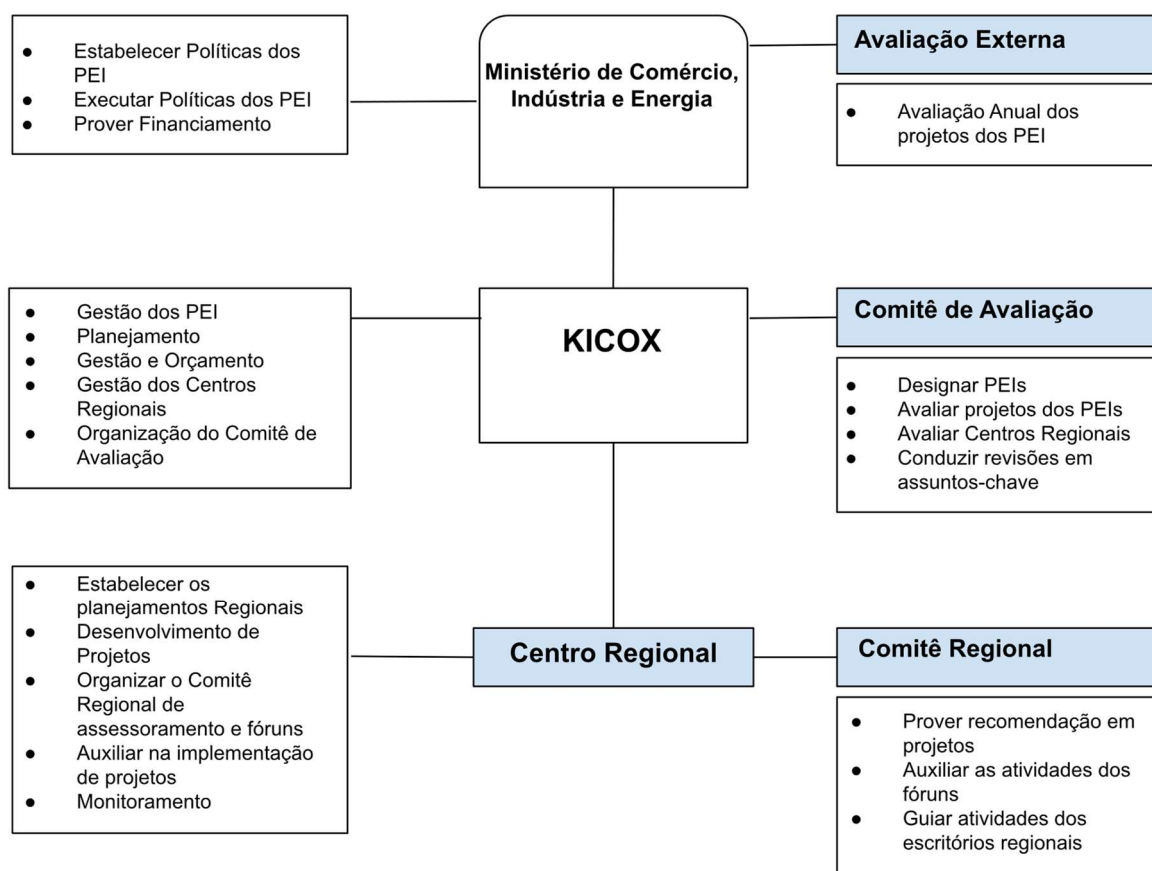 ● Estabelecer Políticas dos
PEI
● Executar Políticas dos PEI
● Prover Financiamento
Ministério de Comércio,
Indústria e Energia
Avaliação Externa
● Avaliação Anual dos
projetos dos PEI
● Gestão dos PEI
● Planejamento
● Gestão e Orçamento
● Gestão dos Centros
Regionais
● Organização do Comitê de
Avaliação
KICOX
Comitê de Avaliação
● Designar PEIs
● Avaliar projetos dos PEIs
● Avaliar Centros Regionais
● Conduzir revisões em
assuntos-chave
● Estabelecer os
planejamentos Regionais
● Desenvolvimento de
Projetos
● Organizar o Comitê
Regional de
assessoramento e fóruns
● Auxiliar na implementação
de projetos
● Monitoramento
Centro Regional
Comitê Regional
● Prover recomendação em
projetos
● Auxiliar as atividades dos
fóruns
● Guiar atividades dos
escritórios regionais